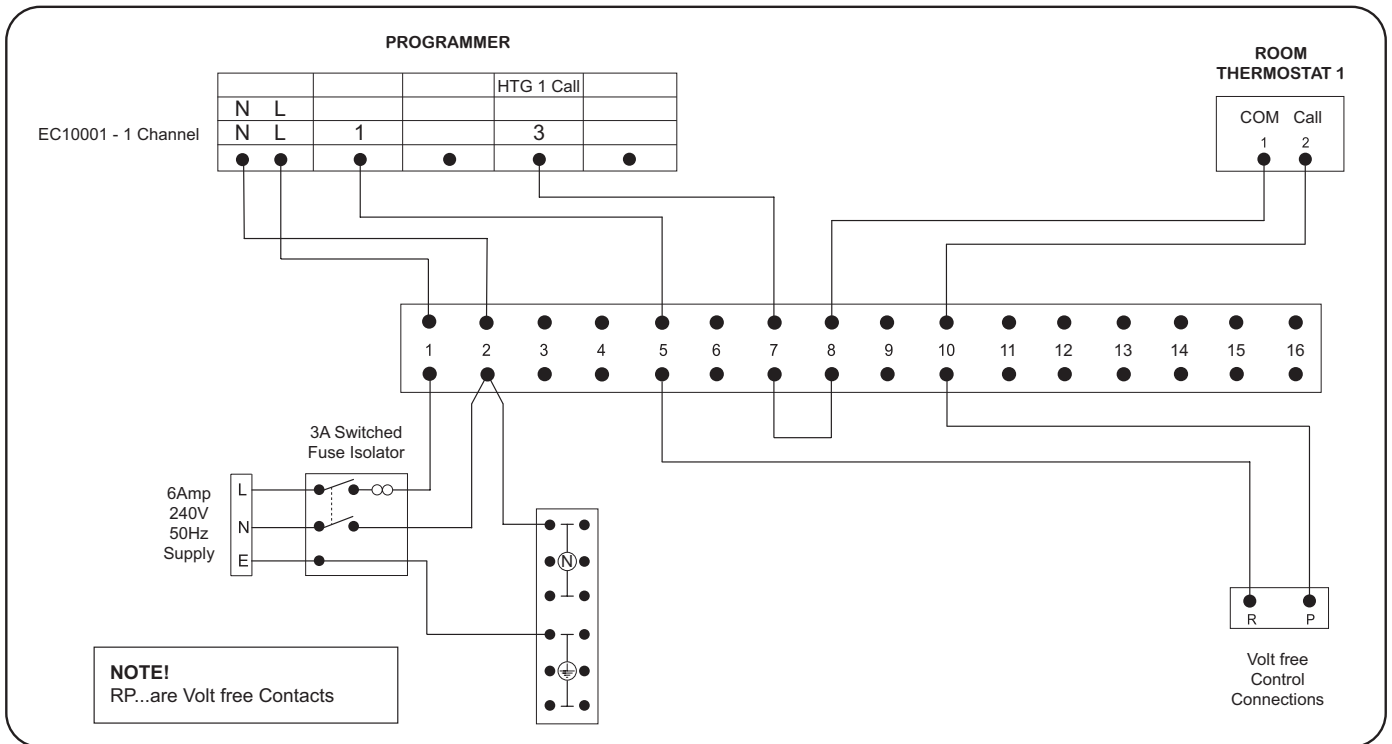 PROGRAMMER
ROOM
THERMOSTAT 1
HTG 1 Call
N L
EC10001 - 1 Channel
N L 1 3
COM Call
1 2
1 2 3 4 5 6 7 8 9 10 11 12 13 14 15 16
3A Switched
Fuse Isolator
6Amp
240V
50Hz
Supply
L
N
E
N
R P
Volt free
Control
Connections
NOTE!
RP...are Volt free Contacts